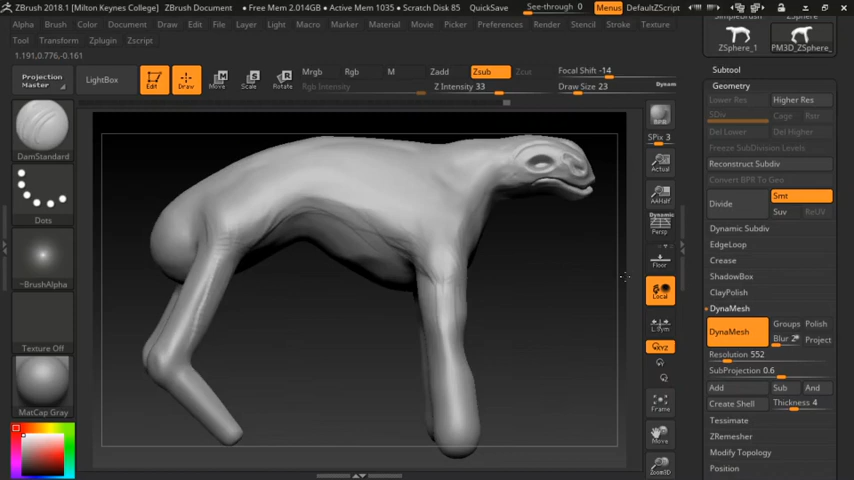 ZBrush 2018.1 [Milton Keynes College] ZBrush Document • Free Mem 2.014GB • Active Mem 1035 • Scratch Disk 85 QuickSave See-through 0 Menus DefaultZScript
Alpha Brush Color Document Draw Edit File Layer Light Macro Marker Material Movie Picker Preferences Render Stencil Stroke Texture
Tool Transform Zplugin Zscript
1.191,0.776,-0.161
Projection
Master
LightBox
Edit
Draw
Move
Scale
Rotate
Mrgb Rgb M Zadd Zsub Zcut Focal Shift -14
Rgb Intensity Z Intensity 33 Draw Size 23 Dynam
DamStandard
Dots
~BrushAlpha
Texture Off
MatCap Gray
BPR
SPix 3
Actual
AAHalf
Dynamic
Persp
Floor
Local
L.Sym
XYZ
Frame
Move
Zoom3D
SimpleBrush ZSphere
ZSphere_1 PM3D_ZSphere_
Subtool
Geometry
Lower Res Higher Res
SDiv Cage Rstr
Del Lower Del Higher
Freeze SubDivision Levels
Reconstruct Subdiv
Convert BPR To Geo
Divide Smt
Suv ReUV
Dynamic Subdiv
EdgeLoop
Crease
ShadowBox
ClayPolish
DynaMesh
DynaMesh Groups Polish
Blur 2 Project
Resolution 552
SubProjection 0.6
Add Sub And
Create Shell Thickness 4
Tessimate
ZRemesher
Modify Topology
Position